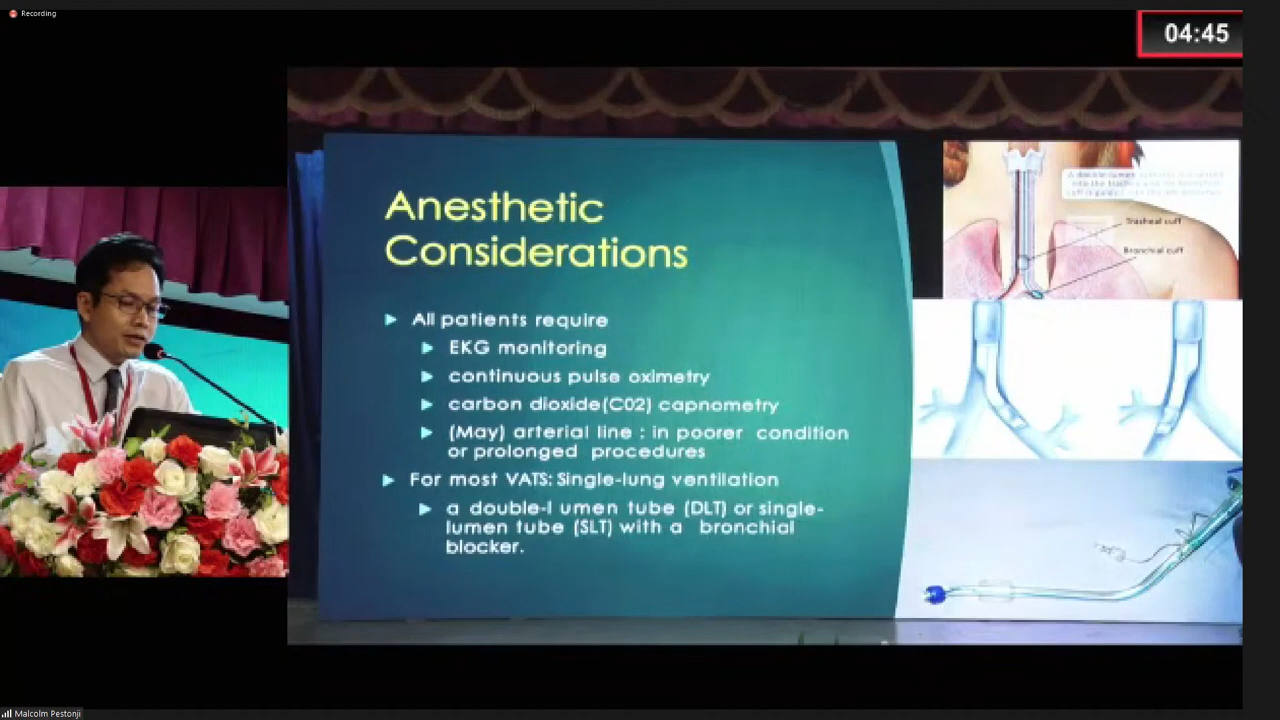 Recording
04:45
Anesthetic
Considerations
All patients require
EKG monitoring
continuous pulse oximetry
carbon dioxide(C02) capnometry
(May) arterial line : in poorer condition
or prolonged procedures
For most VATS: Single-lung ventilation
a double-l umen tube (DLT) or single-
lumen tube (SLT) with a bronchial
blocker.
Tracheal cuff
Bronchial cuff
Malcolm Pestonji